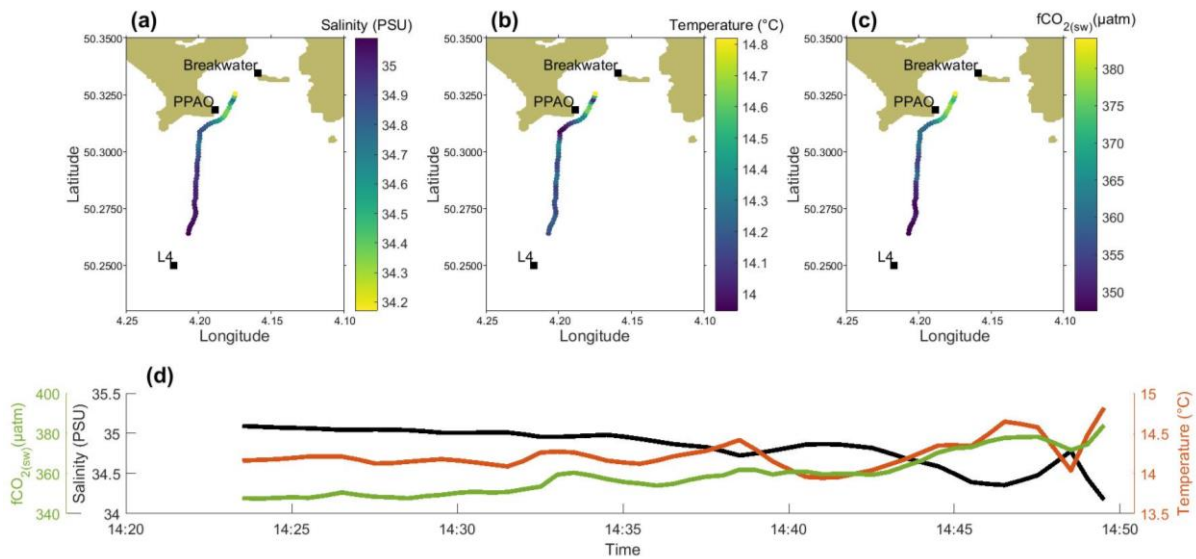 (a) Salinity (PSU)
50.3500
50.3250
50.3000
50.2750
50.2500
Latitude
Breakwater
PPAO
L4
4.25 4.20 4.15 4.10
Longitude
35
34.9
34.8
34.7
34.6
34.5
34.4
34.3
34.2
(b) Temperature (°C)
50.3500
50.3250
50.3000
50.2750
50.2500
Latitude
Breakwater
PPAO
L4
4.25 4.20 4.15 4.10
Longitude
14.8
14.7
14.6
14.5
14.4
14.3
14.2
14.1
14
(c) fCO2(sw)(µatm)
50.3500
50.3250
50.3000
50.2750
50.2500
Latitude
Breakwater
PPAO
L4
4.25 4.20 4.15 4.10
Longitude
380
375
370
365
360
355
350
(d)
fCO2(sw)(µatm)
400
380
360
340
Salinity (PSU)
35.5
35
34.5
34
Temperature (°C)
15
14.5
14
13.5
14:20 14:25 14:30 14:35 14:40 14:45 14:50
Time